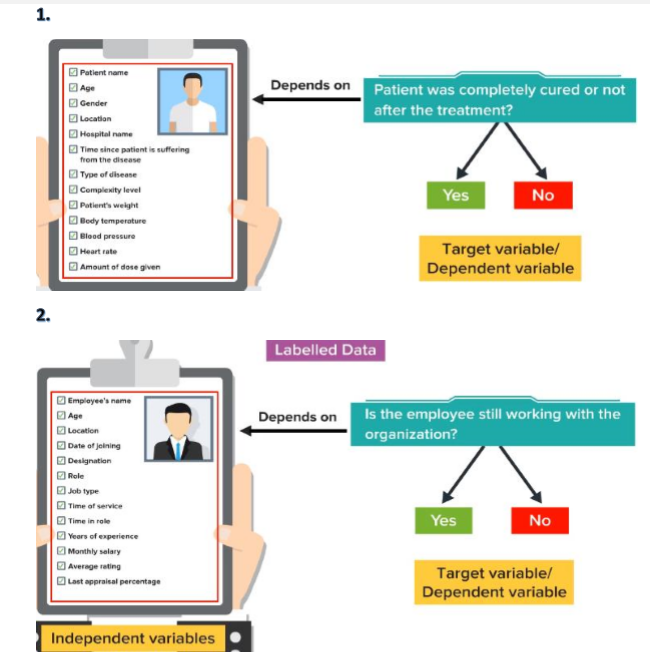 1.
Patient name
Age
Gender
Location
Hospital name
Time since patient is suffering
from the disease
Type of disease
Complexity level
Patient's weight
Body temperature
Blood pressure
Heart rate
Amount of dose given
Depends on
Patient was completely cured or not
after the treatment?
Yes
No
Target variable/
Dependent variable
2.
Labelled Data
Employee's name
Age
Location
Date of joining
Designation
Role
Job type
Time of service
Time in role
Years of experience
Monthly salary
Average rating
Last appraisal percentage
Depends on
Is the employee still working with the
organization?
Yes
No
Target variable/
Dependent variable
Independent variables